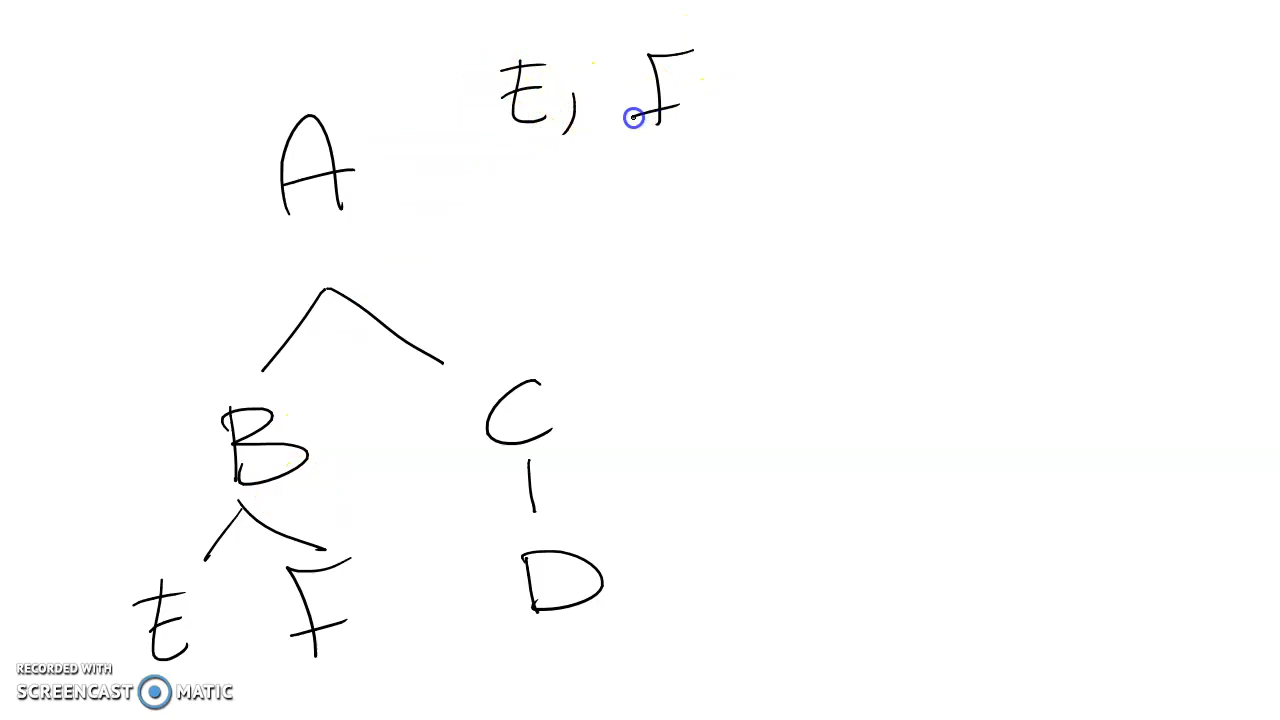 E, F
A
B C
E F D
RECORDED WITH
SCREENCAST MATIC